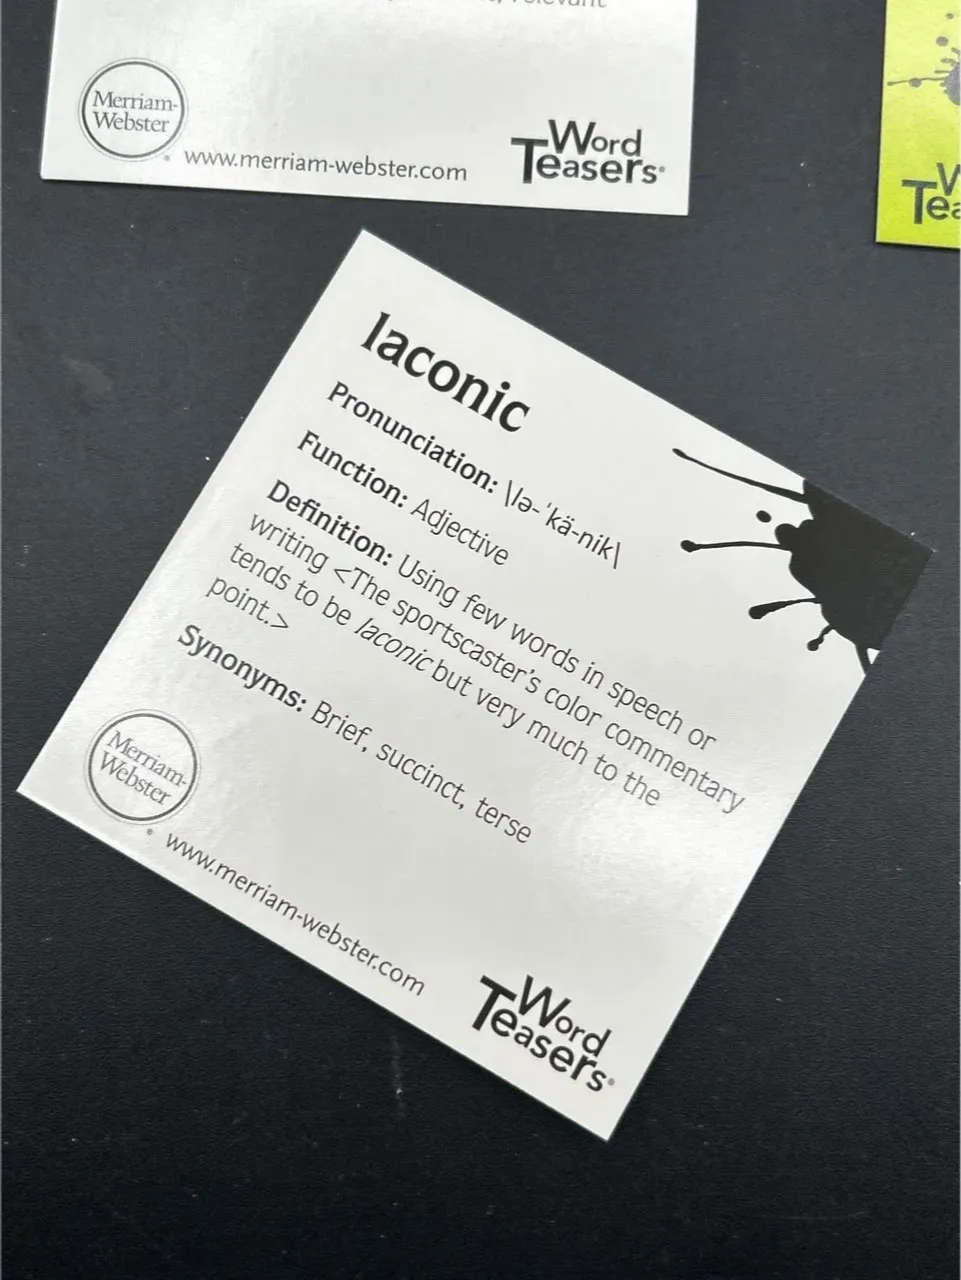 relevant
Merriam-
Webster
www.merriam-webster.com
Word
Teasers®
laconic
Pronunciation: \lə-ˈkä-nik\
Function: Adjective
Definition: Using few words in speech or
writing <The sportscaster's color commentary
tends to be laconic but very much to the
point.>
Synonyms: Brief, succinct, terse
Merriam-
Webster
www.merriam-webster.com
Word
Teasers®